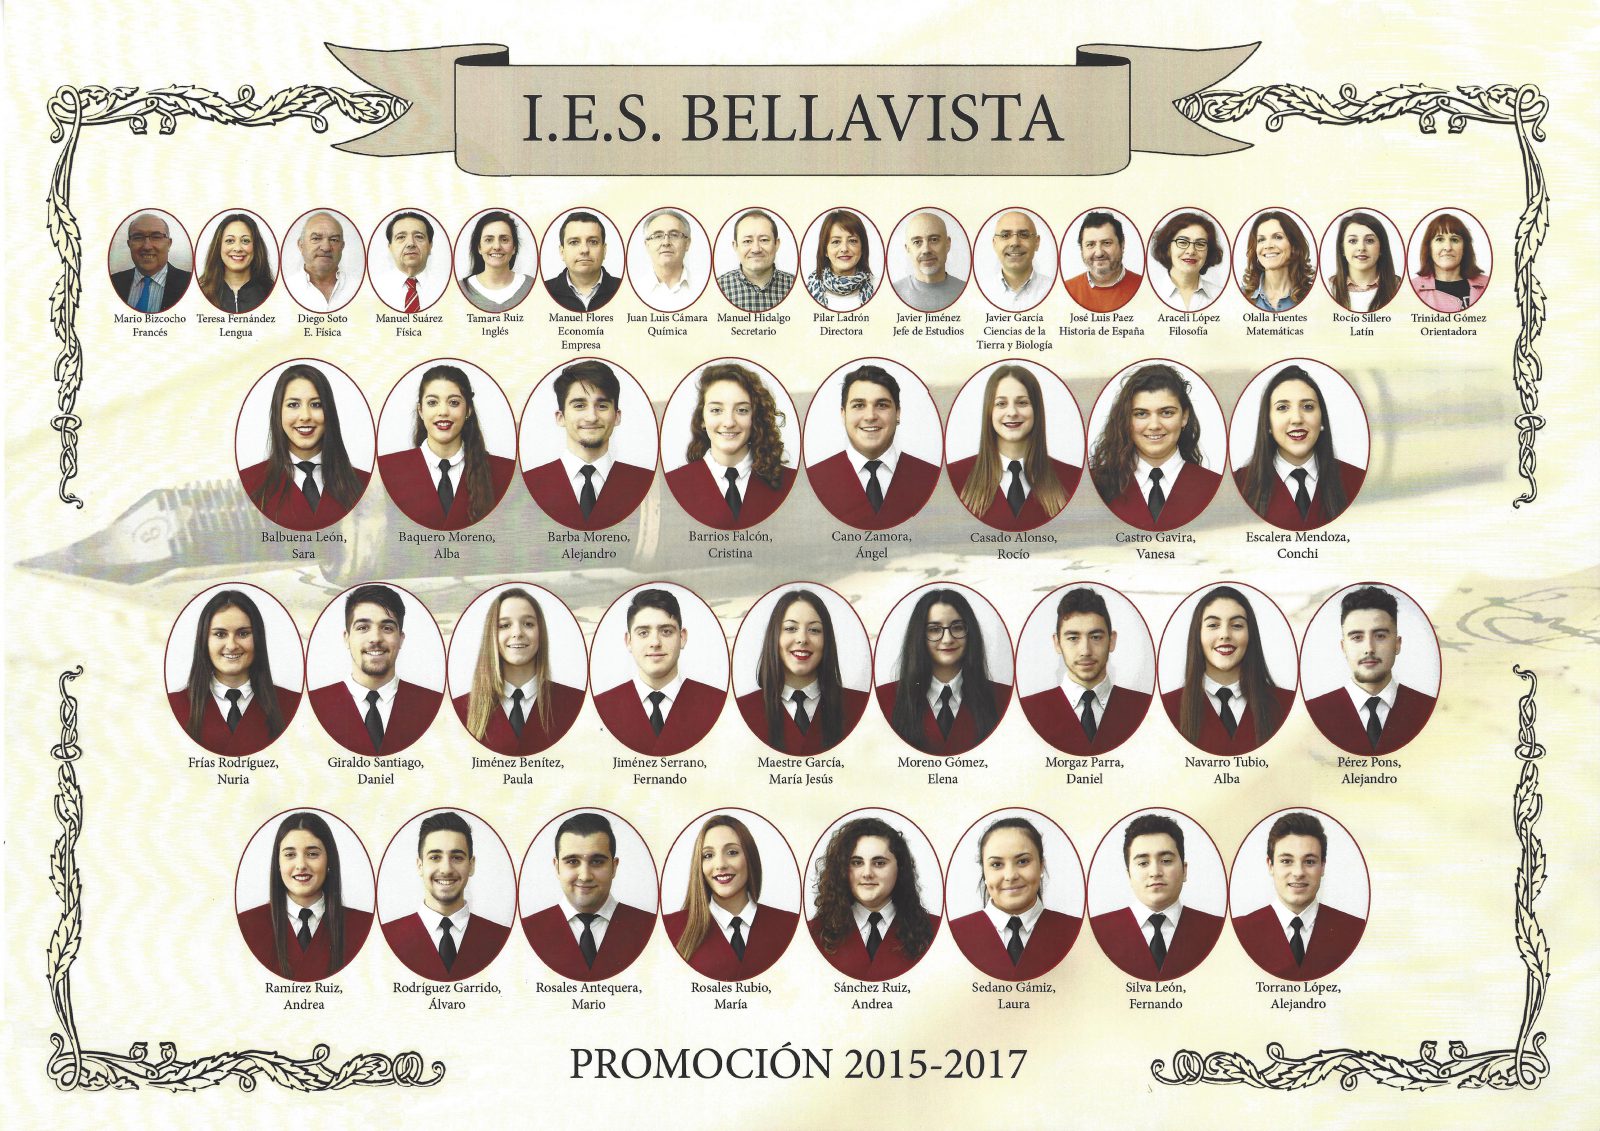 I.E.S. BELLAVISTA
Mario Bizcocho
Francés
Teresa Fernández
Lengua
Diego Soto
E. Física
Manuel Suárez
Física
Tamara Ruiz
Inglés
Manuel Flores
Economía
Empresa
Juan Luis Cámara
Química
Manuel Hidalgo
Secretario
Pilar Ladrón
Directora
Javier Jiménez
Jefe de Estudios
Javier García
Ciencias de la
Tierra y Biología
José Luis Paez
Historia de España
Araceli López
Filosofía
Olalla Fuentes
Matemáticas
Rocío Sillero
Latín
Trinidad Gómez
Orientadora
Balbuena León,
Sara
Baquero Moreno,
Alba
Barba Moreno,
Alejandro
Barrios Falcón,
Cristina
Cano Zamora,
Ángel
Casado Alonso,
Rocío
Castro Gavira,
Vanesa
Escalera Mendoza,
Conchi
Frías Rodríguez,
Nuria
Giraldo Santiago,
Daniel
Jiménez Benítez,
Paula
Jiménez Serrano,
Fernando
Maestre García,
María Jesús
Moreno Gómez,
Elena
Morgaz Parra,
Daniel
Navarro Tubio,
Alba
Pérez Pons,
Alejandro
Ramírez Ruiz,
Andrea
Rodríguez Garrido,
Álvaro
Rosales Antequera,
Mario
Rosales Rubio,
María
Sánchez Ruiz,
Andrea
Sedano Gámiz,
Laura
Silva León,
Fernando
Torrano López,
Alejandro
PROMOCIÓN 2015-2017